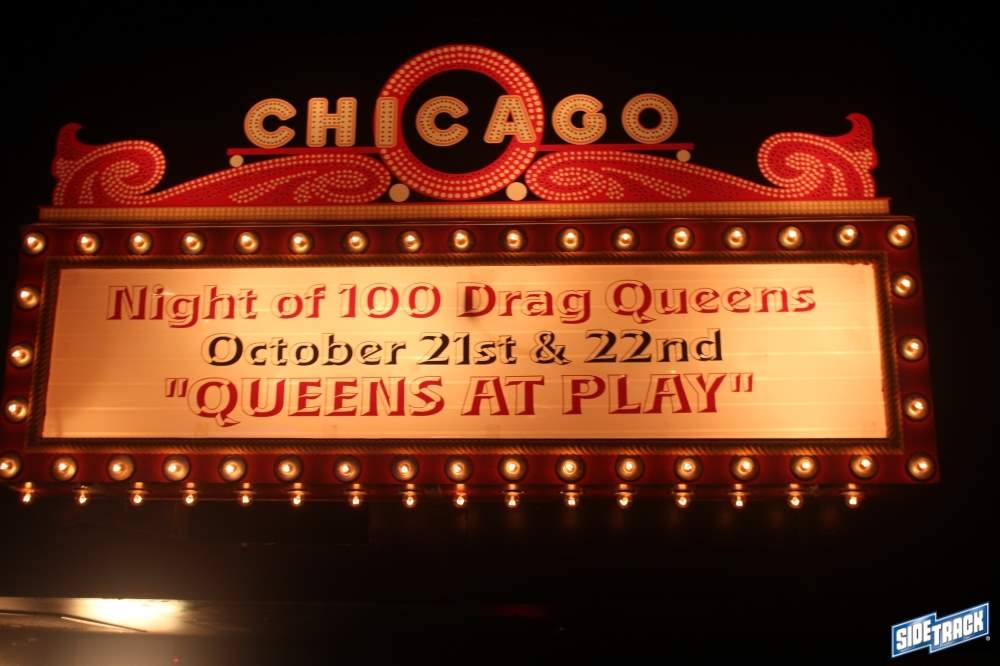 CHICAGO
Night of 100 Drag Queens
October 21st & 22nd
"QUEENS AT PLAY"
SIDETRACK